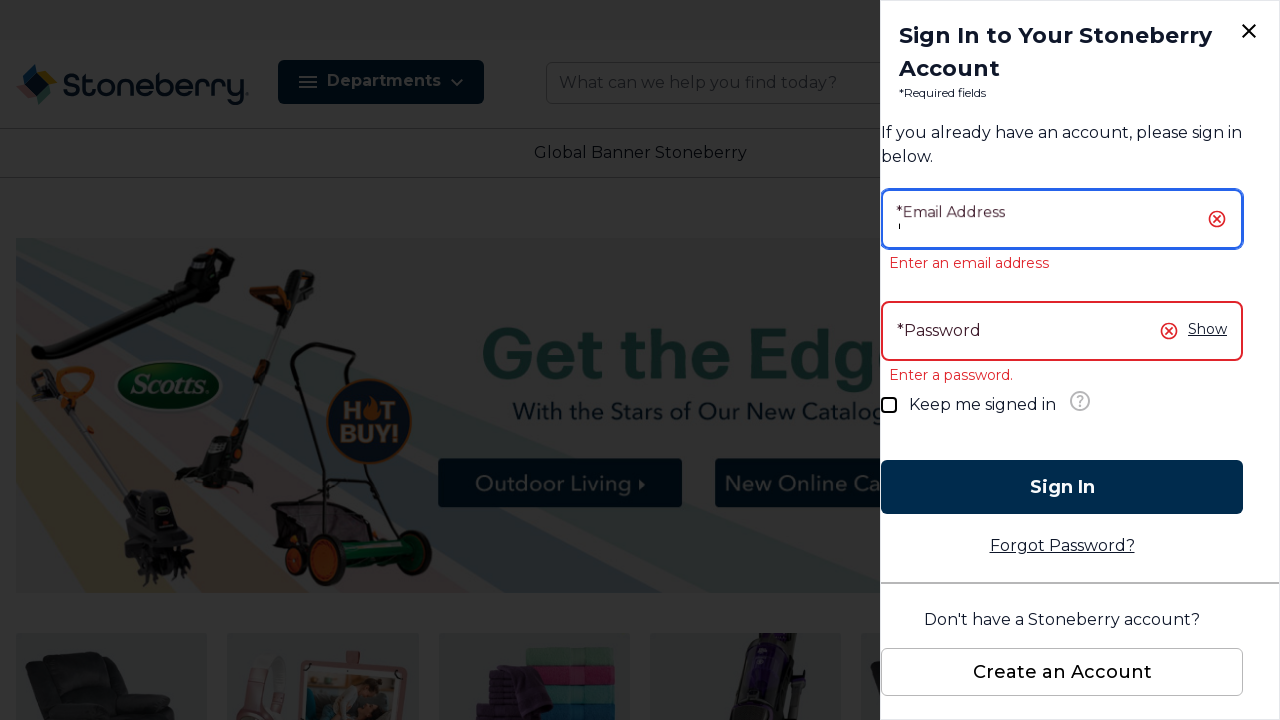 Sign In to Your Stoneberry
Account
*Required fields
Stoneberry
Departments
What can we help you find today?
If you already have an account, please sign in
below.
Global Banner Stoneberry
*Email Address
Enter an email address
*Password
Show
Enter a password.
Keep me signed in
Scotts
HOT
BUY!
Get the Edg
With the Stars of Our New Catalog
Outdoor Living
New Online Ca
Sign In
Forgot Password?
Don't have a Stoneberry account?
Create an Account